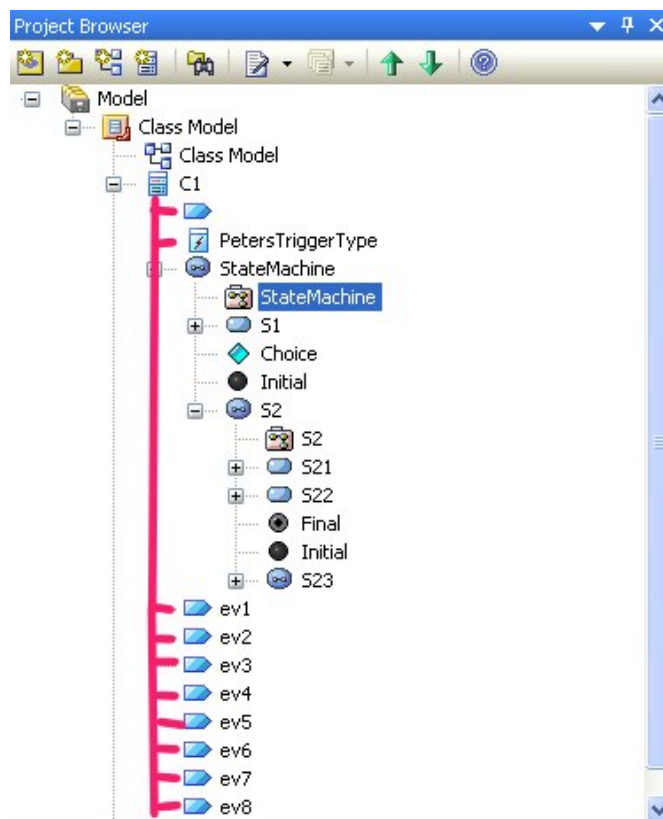 Project Browser
Model
Class Model
Class Model
C1
PetersTriggerType
StateMachine
StateMachine
S1
Choice
Initial
S2
S2
S21
S22
Final
Initial
S23
ev1
ev2
ev3
ev4
ev5
ev6
ev7
ev8